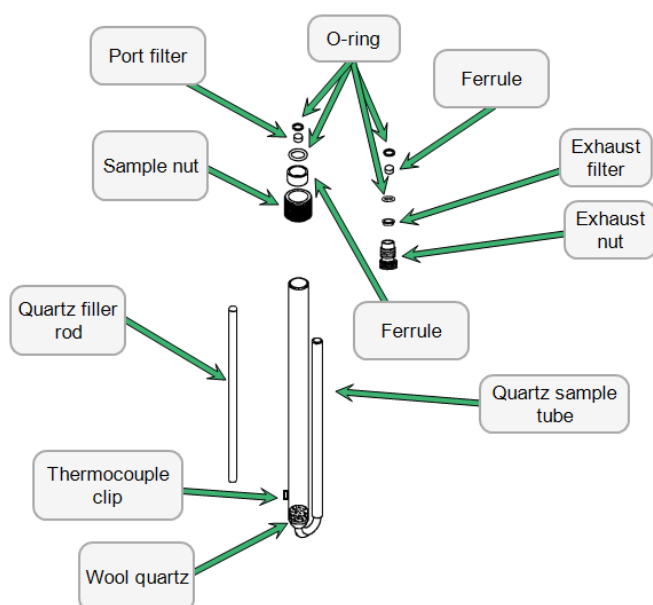 O-ring
Port filter
Ferrule
Sample nut
Exhaust
filter
Exhaust
nut
Quartz filler
rod
Ferrule
Quartz sample
tube
Thermocouple
clip
Wool quartz